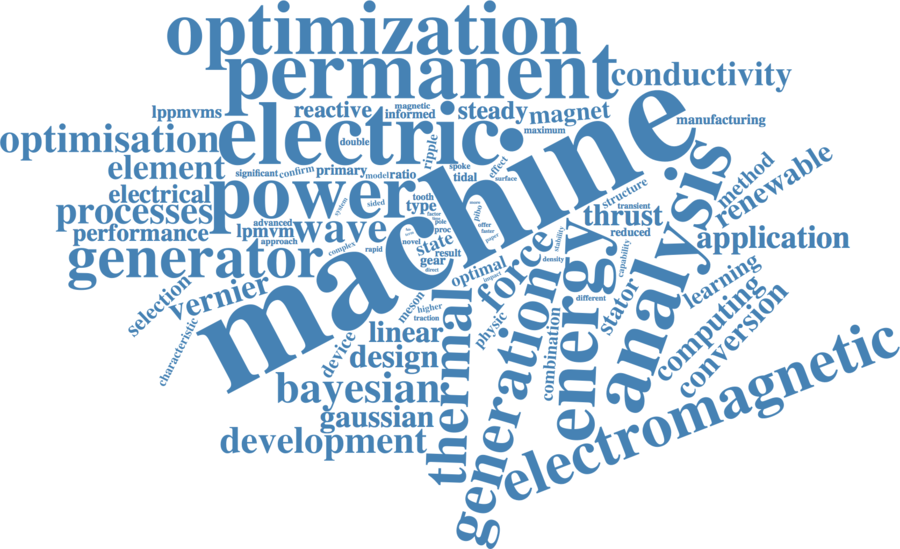 optimization
permanent
conductivity
lppmvms
reactive
magnetic
informed
steady
magnet
manufacturing
optimisation
electric
double
ripple
maximum
machine
element
significant
confirm
primary
model
ratio
spoke
tidal
effect
surface
method
renewable
electrical
power
system
sided
tooth
type
factor
structure
transient
thrust
reduced
processes
performance
advanced
lpmvm
approach
wave
complex
rapid
novel
pole
proc
offer
faster
paper
state
result
gear
direct
stability
density
force
application
analysis
generator
optimal
impact
energy
different
capability
stator
learning
computing
conversion
selection
vernier
characteristic
meson
higher
traction
physic
combination
linear
device
design
thermal
generation
bayesian
gaussian
development
electromagnetic